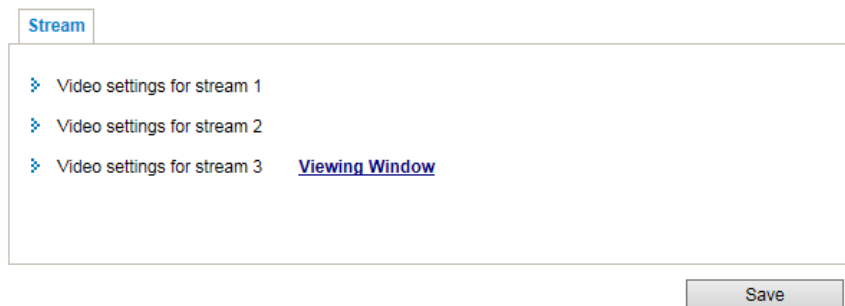 Stream
Video settings for stream 1
Video settings for stream 2
Video settings for stream 3 Viewing Window
Save